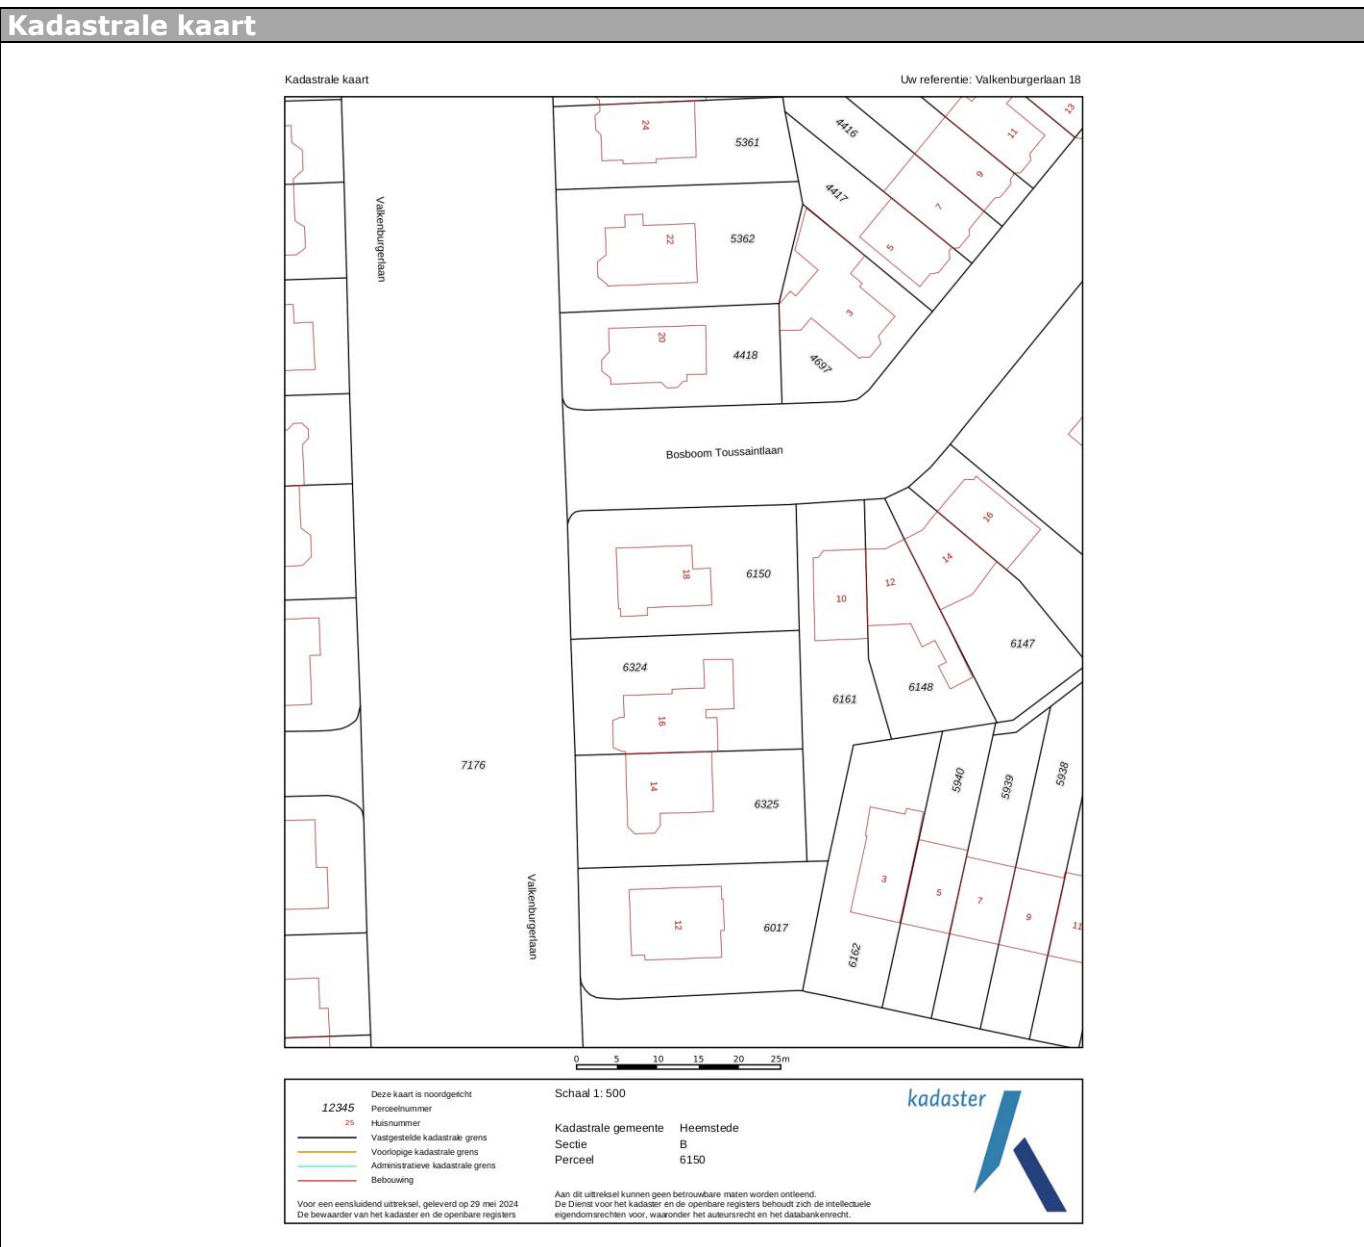 Kadastrale kaart
Kadastrale kaart
Uw referentie: Valkenburgerlaan 18
13
24
4416
11
5361
9
4417
7
Valkenburgerlaan
22
5362
5
3
20
4418
4697
Bosboom Toussaintlaan
16
14
18
6150
12
10
6147
6324
6148
6161
16
7176
5938
5940
5939
14
6325
3
5
7
9
11
Valkenburgerlaan
12
6017
6162
0 5 10 15 20 25m
Deze kaart is noordgericht
12345 Perceelnummer
25 Huisnummer
Vastgestelde kadastrale grens
Voorlopige kadastrale grens
Administratieve kadastrale grens
Bebouwing
Voor een eensluidend uittreksel, geleverd op 29 mei 2024
De bewaarder van het kadaster en de openbare registers
Schaal 1: 500
Kadastrale gemeente Heemstede
Sectie B
Perceel 6150
Aan dit uittreksel kunnen geen betrouwbare maten worden ontleend.
De Dienst voor het kadaster en de openbare registers behoudt zich de intellectuele
eigendomsrechten voor, waaronder het auteursrecht en het databankenrecht.
kadaster